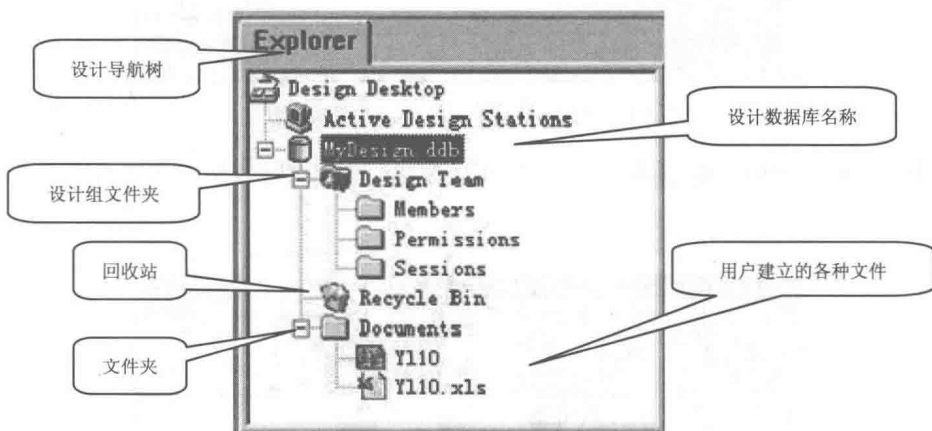 Explorer
设计导航树
Design Desktop
Active Design Stations
设计数据库名称
MyDesign.ddb
设计组文件夹
Design Team
Members
Permissions
Sessions
回收站
Recycle Bin
用户建立的各种文件
文件夹
Documents
Yl10
Yl10.xls